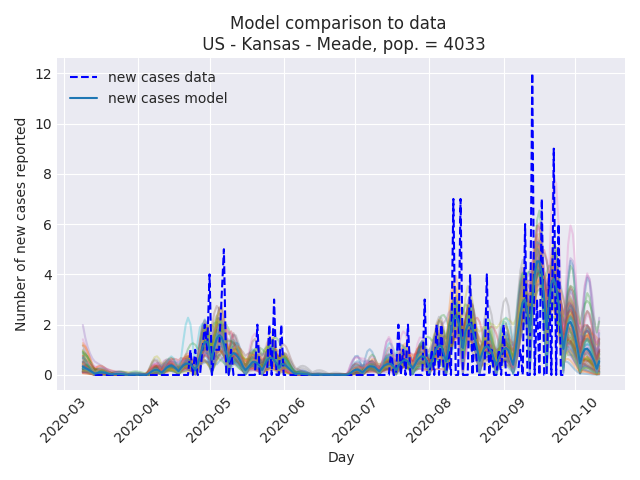 Model comparison to data
US - Kansas - Meade, pop. = 4033
new cases data
new cases model
Number of new cases reported
12
10
8
6
4
2
0
2020-03
2020-04
2020-05
2020-06
2020-07
2020-08
2020-09
2020-10
Day